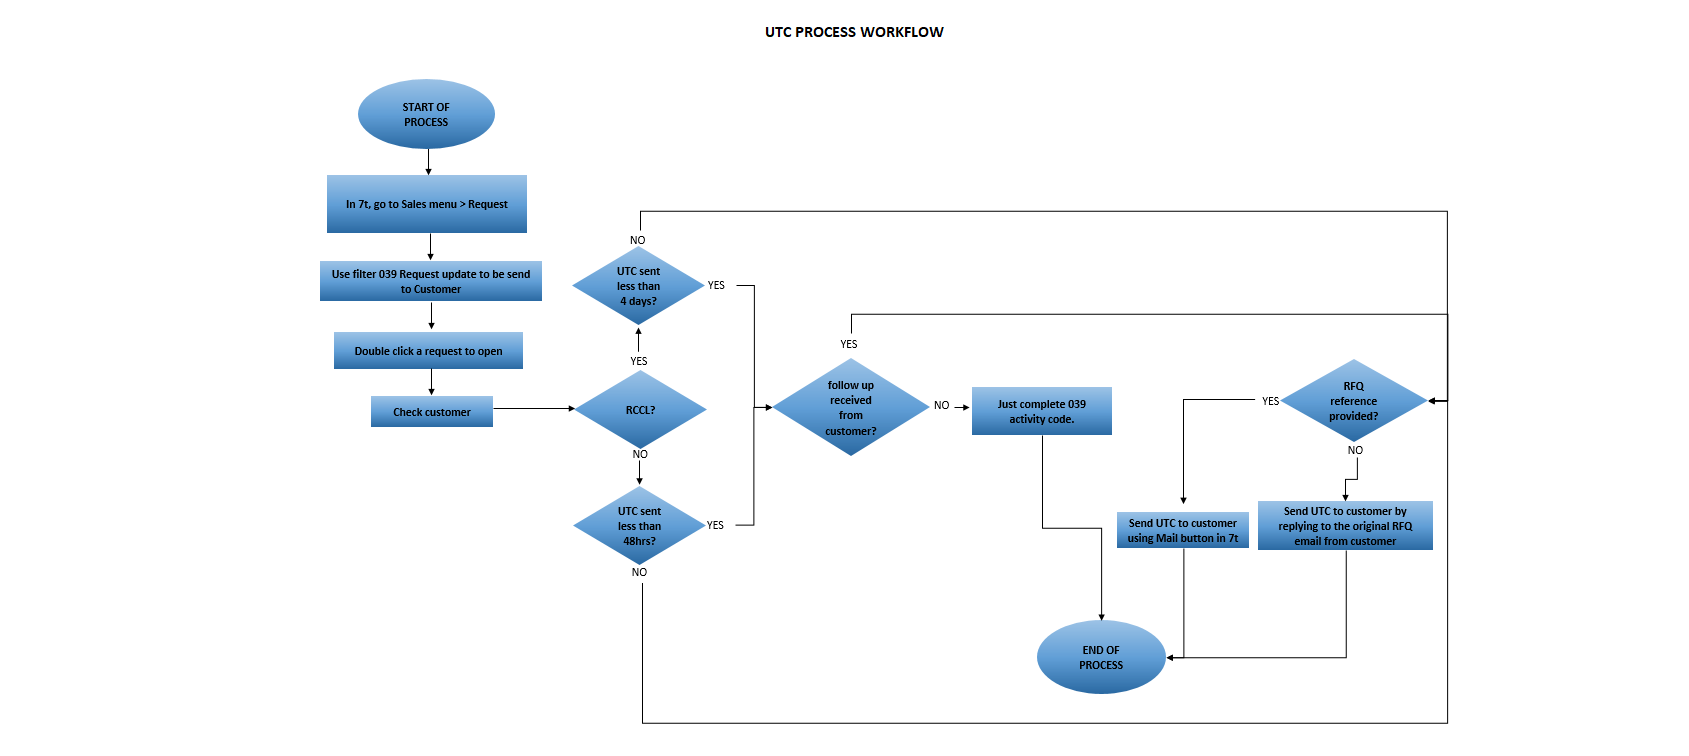 UTC PROCESS WORKFLOW
START OF
PROCESS
In 7t, go to Sales menu > Request
Use filter 039 Request update to be send
to Customer
Double click a request to open
Check customer
NO
UTC sent
less than
4 days?
YES
YES
RCCL?
NO
UTC sent
less than
48hrs?
YES
NO
YES
follow up
received
from
customer?
NO
Just complete 039
activity code.
RFQ
reference
provided?
YES
NO
Send UTC to customer
using Mail button in 7t
Send UTC to customer by
replying to the original RFQ
email from customer
END OF
PROCESS